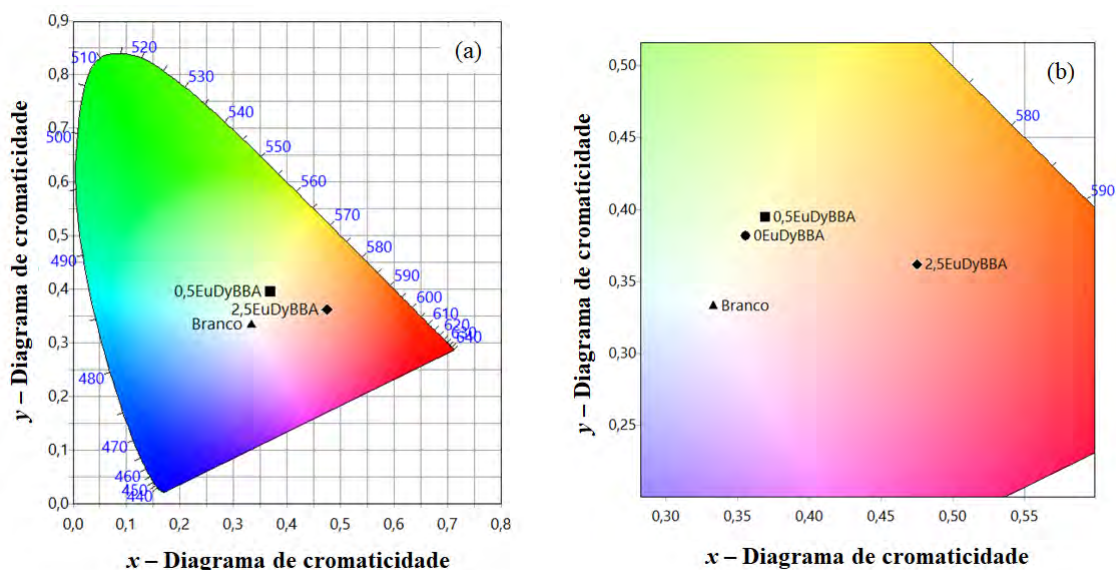 (a)
y – Diagrama de cromaticidade
0,9
0,8
0,7
0,6
0,5
0,4
0,3
0,2
0,1
0,0
0,0 0,1 0,2 0,3 0,4 0,5 0,6 0,7 0,8
x – Diagrama de cromaticidade
510
520
530
540
550
560
570
580
590
600
610
620
630
640
500
490
480
470
460
450
440
0,5EuDyBBA
2,5EuDyBBA
Branco
(b)
y – Diagrama de cromaticidade
0,50
0,45
0,40
0,35
0,30
0,25
0,30 0,35 0,40 0,45 0,50 0,55
x – Diagrama de cromaticidade
580
590
0,5EuDyBBA
0EuDyBBA
2,5EuDyBBA
Branco